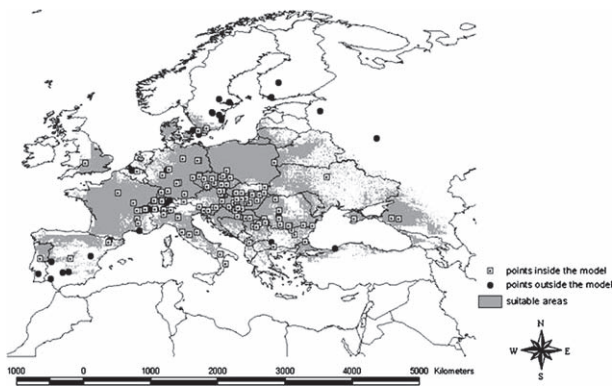 points inside the model
points outside the model
suitable areas
N
W E
S
1000 0 1000 2000 3000 4000 5000 Kilometers